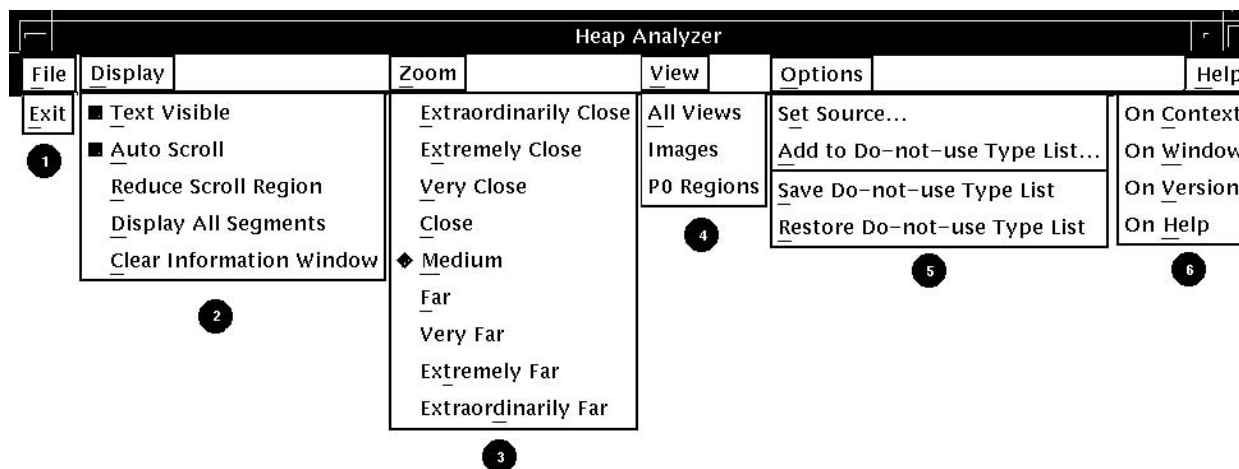 Heap Analyzer
File Display Zoom View Options Help
Exit
1
Text Visible
Auto Scroll
Reduce Scroll Region
Display All Segments
Clear Information Window
2
Extraordinarily Close
Extremely Close
Very Close
Close
Medium
Far
Very Far
Extremely Far
Extraordinarily Far
3
All Views
Images
P0 Regions
4
Set Source...
Add to Do-not-use Type List...
Save Do-not-use Type List
Restore Do-not-use Type List
5
On Context
On Window
On Version
On Help
6